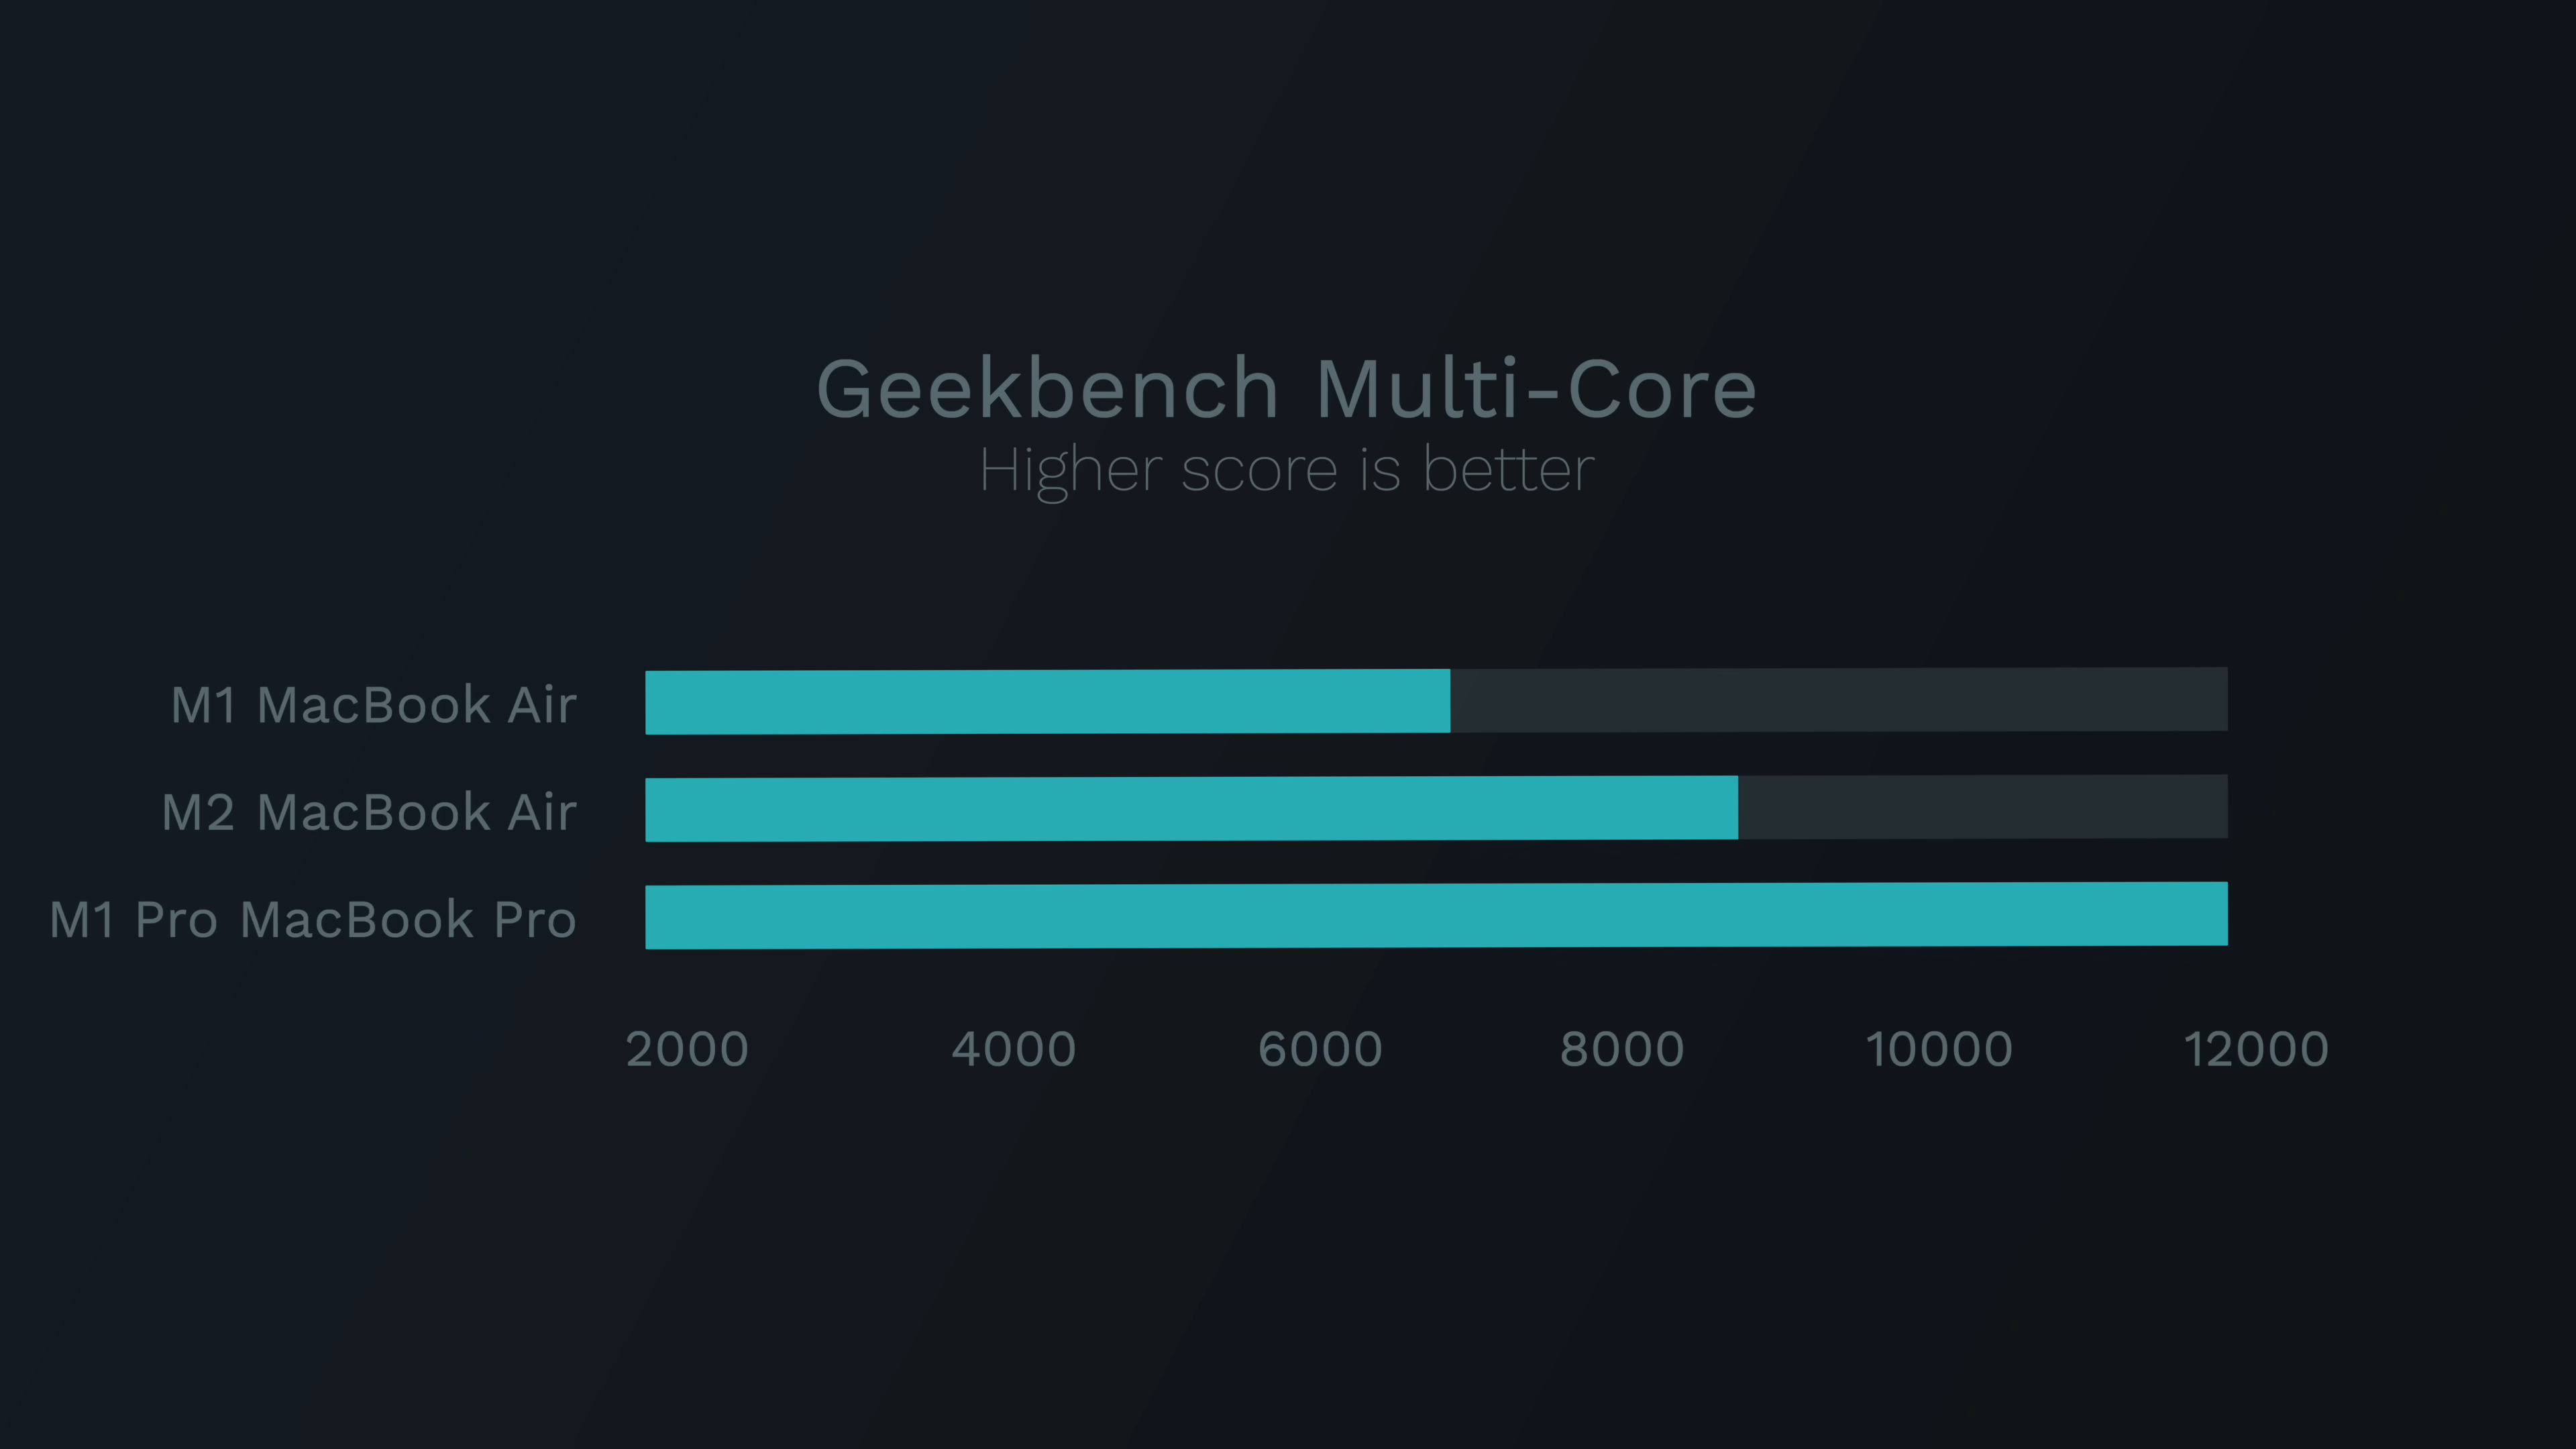 Geekbench Multi-Core
Higher score is better
M1 MacBook Air
M2 MacBook Air
M1 Pro MacBook Pro
2000 4000 6000 8000 10000 12000